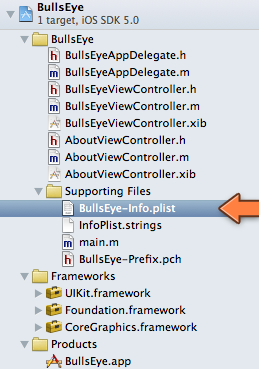 BullsEye
1 target, iOS SDK 5.0
BullsEye
BullsEyeAppDelegate.h
BullsEyeAppDelegate.m
BullsEyeViewController.h
BullsEyeViewController.m
BullsEyeViewController.xib
AboutViewController.h
AboutViewController.m
AboutViewController.xib
Supporting Files
BullsEye-Info.plist
InfoPlist.strings
main.m
BullsEye-Prefix.pch
Frameworks
UIKit.framework
Foundation.framework
CoreGraphics.framework
Products
BullsEye.app